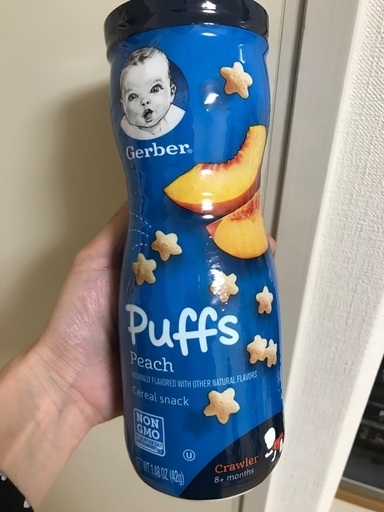 Gerber®
Puffs
Peach
NATURALLY FLAVORED WITH OTHER NATURAL FLAVORS
Cereal snack
NON
GMO
U
NET WT 1.48 OZ (42g)
Crawler
8+ months